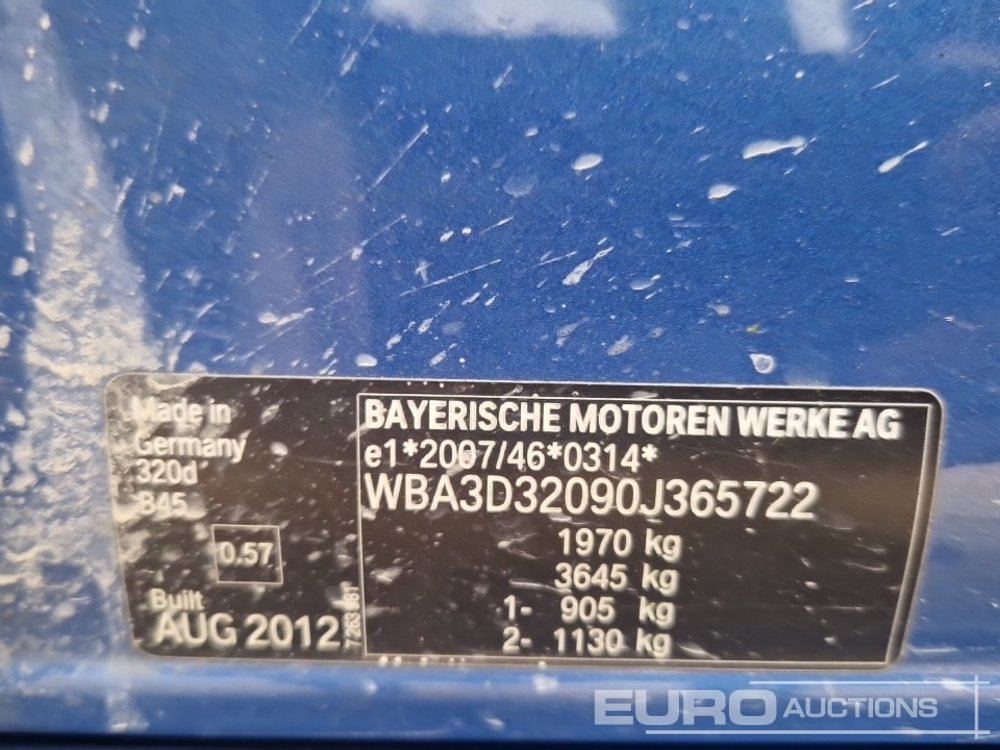 Made in
Germany
320d
B45
0.57
Built
AUG 2012
BAYERISCHE MOTOREN WERKE AG
e1*2007/46*0314*
WBA3D32090J365722
1970 kg
3645 kg
1- 905 kg
2- 1130 kg
EURO AUCTIONS